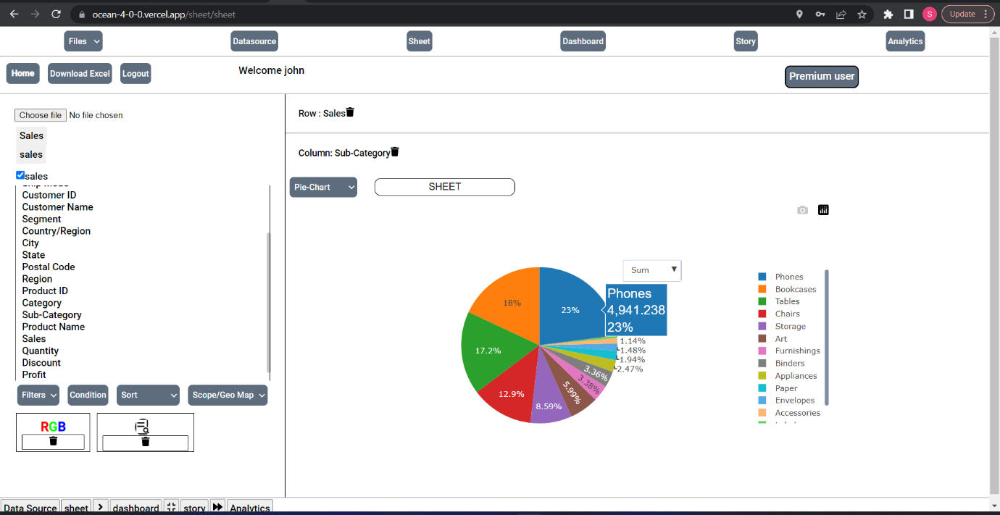 ocean-4-0-0.vercel.app/sheet/sheet
S
Update
Files
Datasource
Sheet
Dashboard
Story
Analytics
Home
Download Excel
Logout
Welcome john
Premium user
Choose file No file chosen
Sales
sales
sales
Ship Mode
Customer ID
Customer Name
Segment
Country/Region
City
State
Postal Code
Region
Product ID
Category
Sub-Category
Product Name
Sales
Quantity
Discount
Profit
Filters
Condition
Sort
Scope/Geo Map
RGB
Row : Sales
Column: Sub-Category
Pie-Chart
SHEET
Sum
Phones
4,941.238
23%
23%
18%
17.2%
12.9%
8.59%
5.99%
3.38%
3.36%
2.47%
1.94%
1.48%
1.14%
Phones
Bookcases
Tables
Chairs
Storage
Art
Furnishings
Binders
Appliances
Paper
Envelopes
Accessories
Data Source
sheet
dashboard
story
Analytics